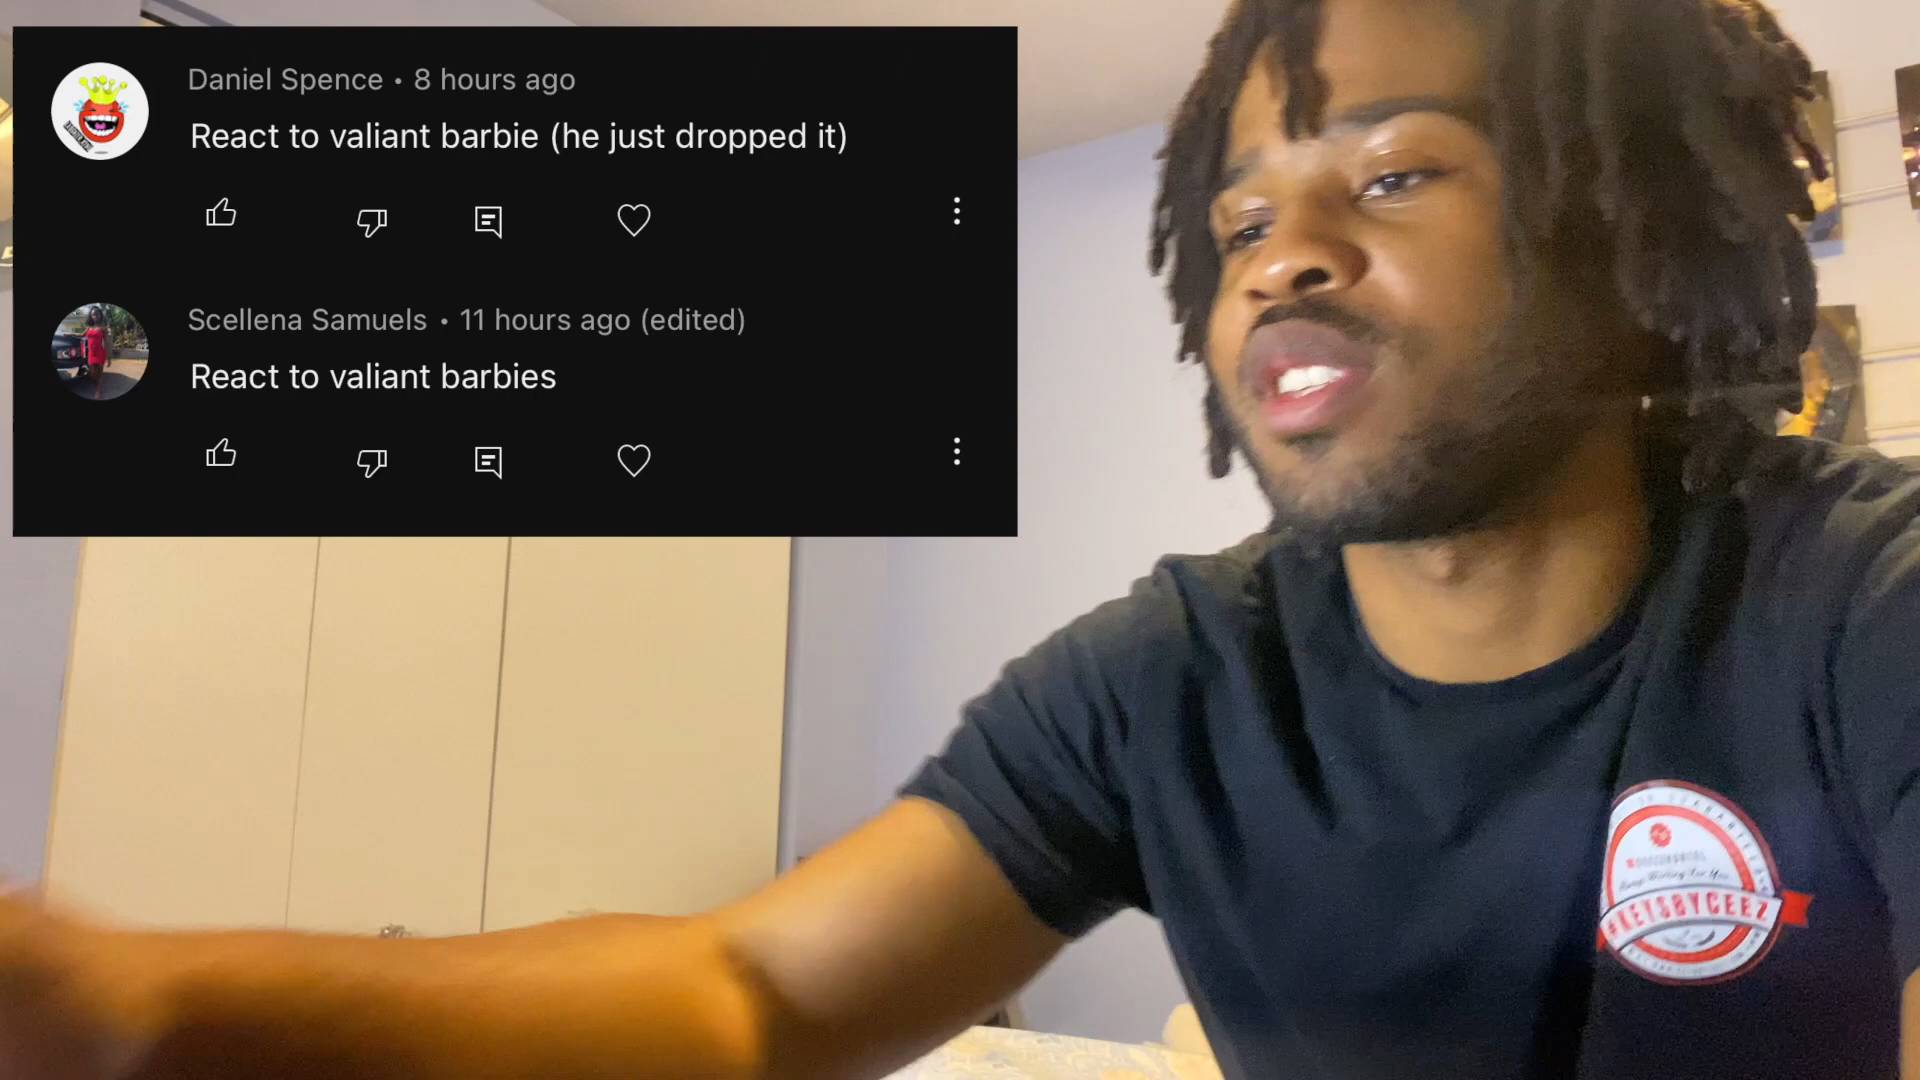 Daniel Spence • 8 hours ago
React to valiant barbie (he just dropped it)
Scellena Samuels • 11 hours ago (edited)
React to valiant barbies
#KEYSBYCEEZ